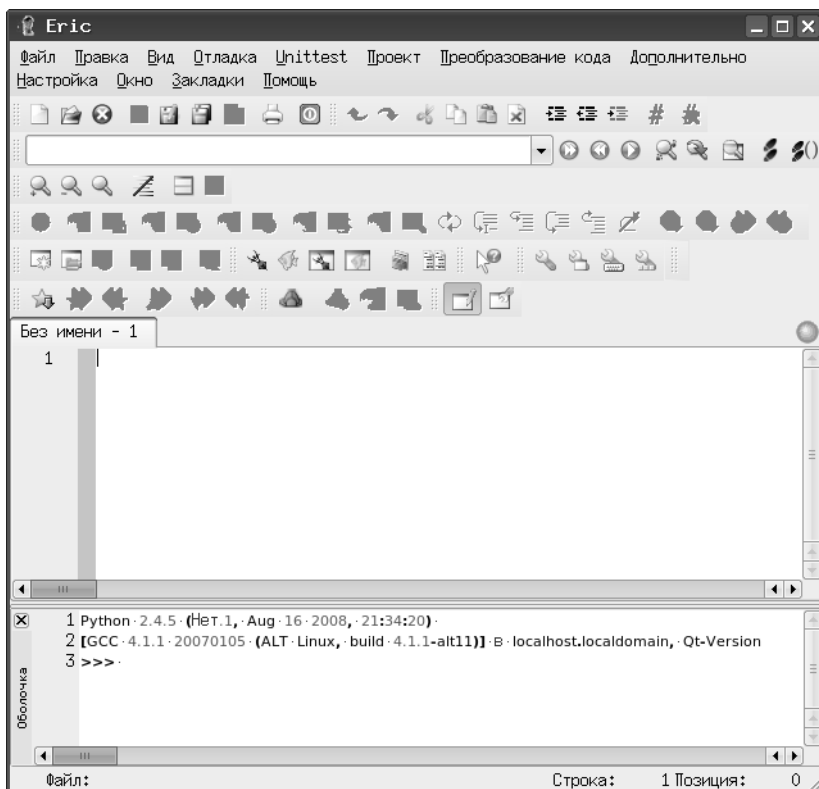 Eric
Файл Правка Вид Отладка Unittest Проект Преобразование кода Дополнительно
Настройка Окно Закладки Помощь
Без имени - 1
1
1 Python · 2.4.5 · (Нет.1, · Aug · 16 · 2008, · 21:34:20) ·
2 [GCC · 4.1.1 · 20070105 · (ALT · Linux, · build · 4.1.1-alt11)] · в · localhost.localdomain, · Qt-Version
3 >>> ·
Оболочка
Файл: Строка: 1 Позиция: 0